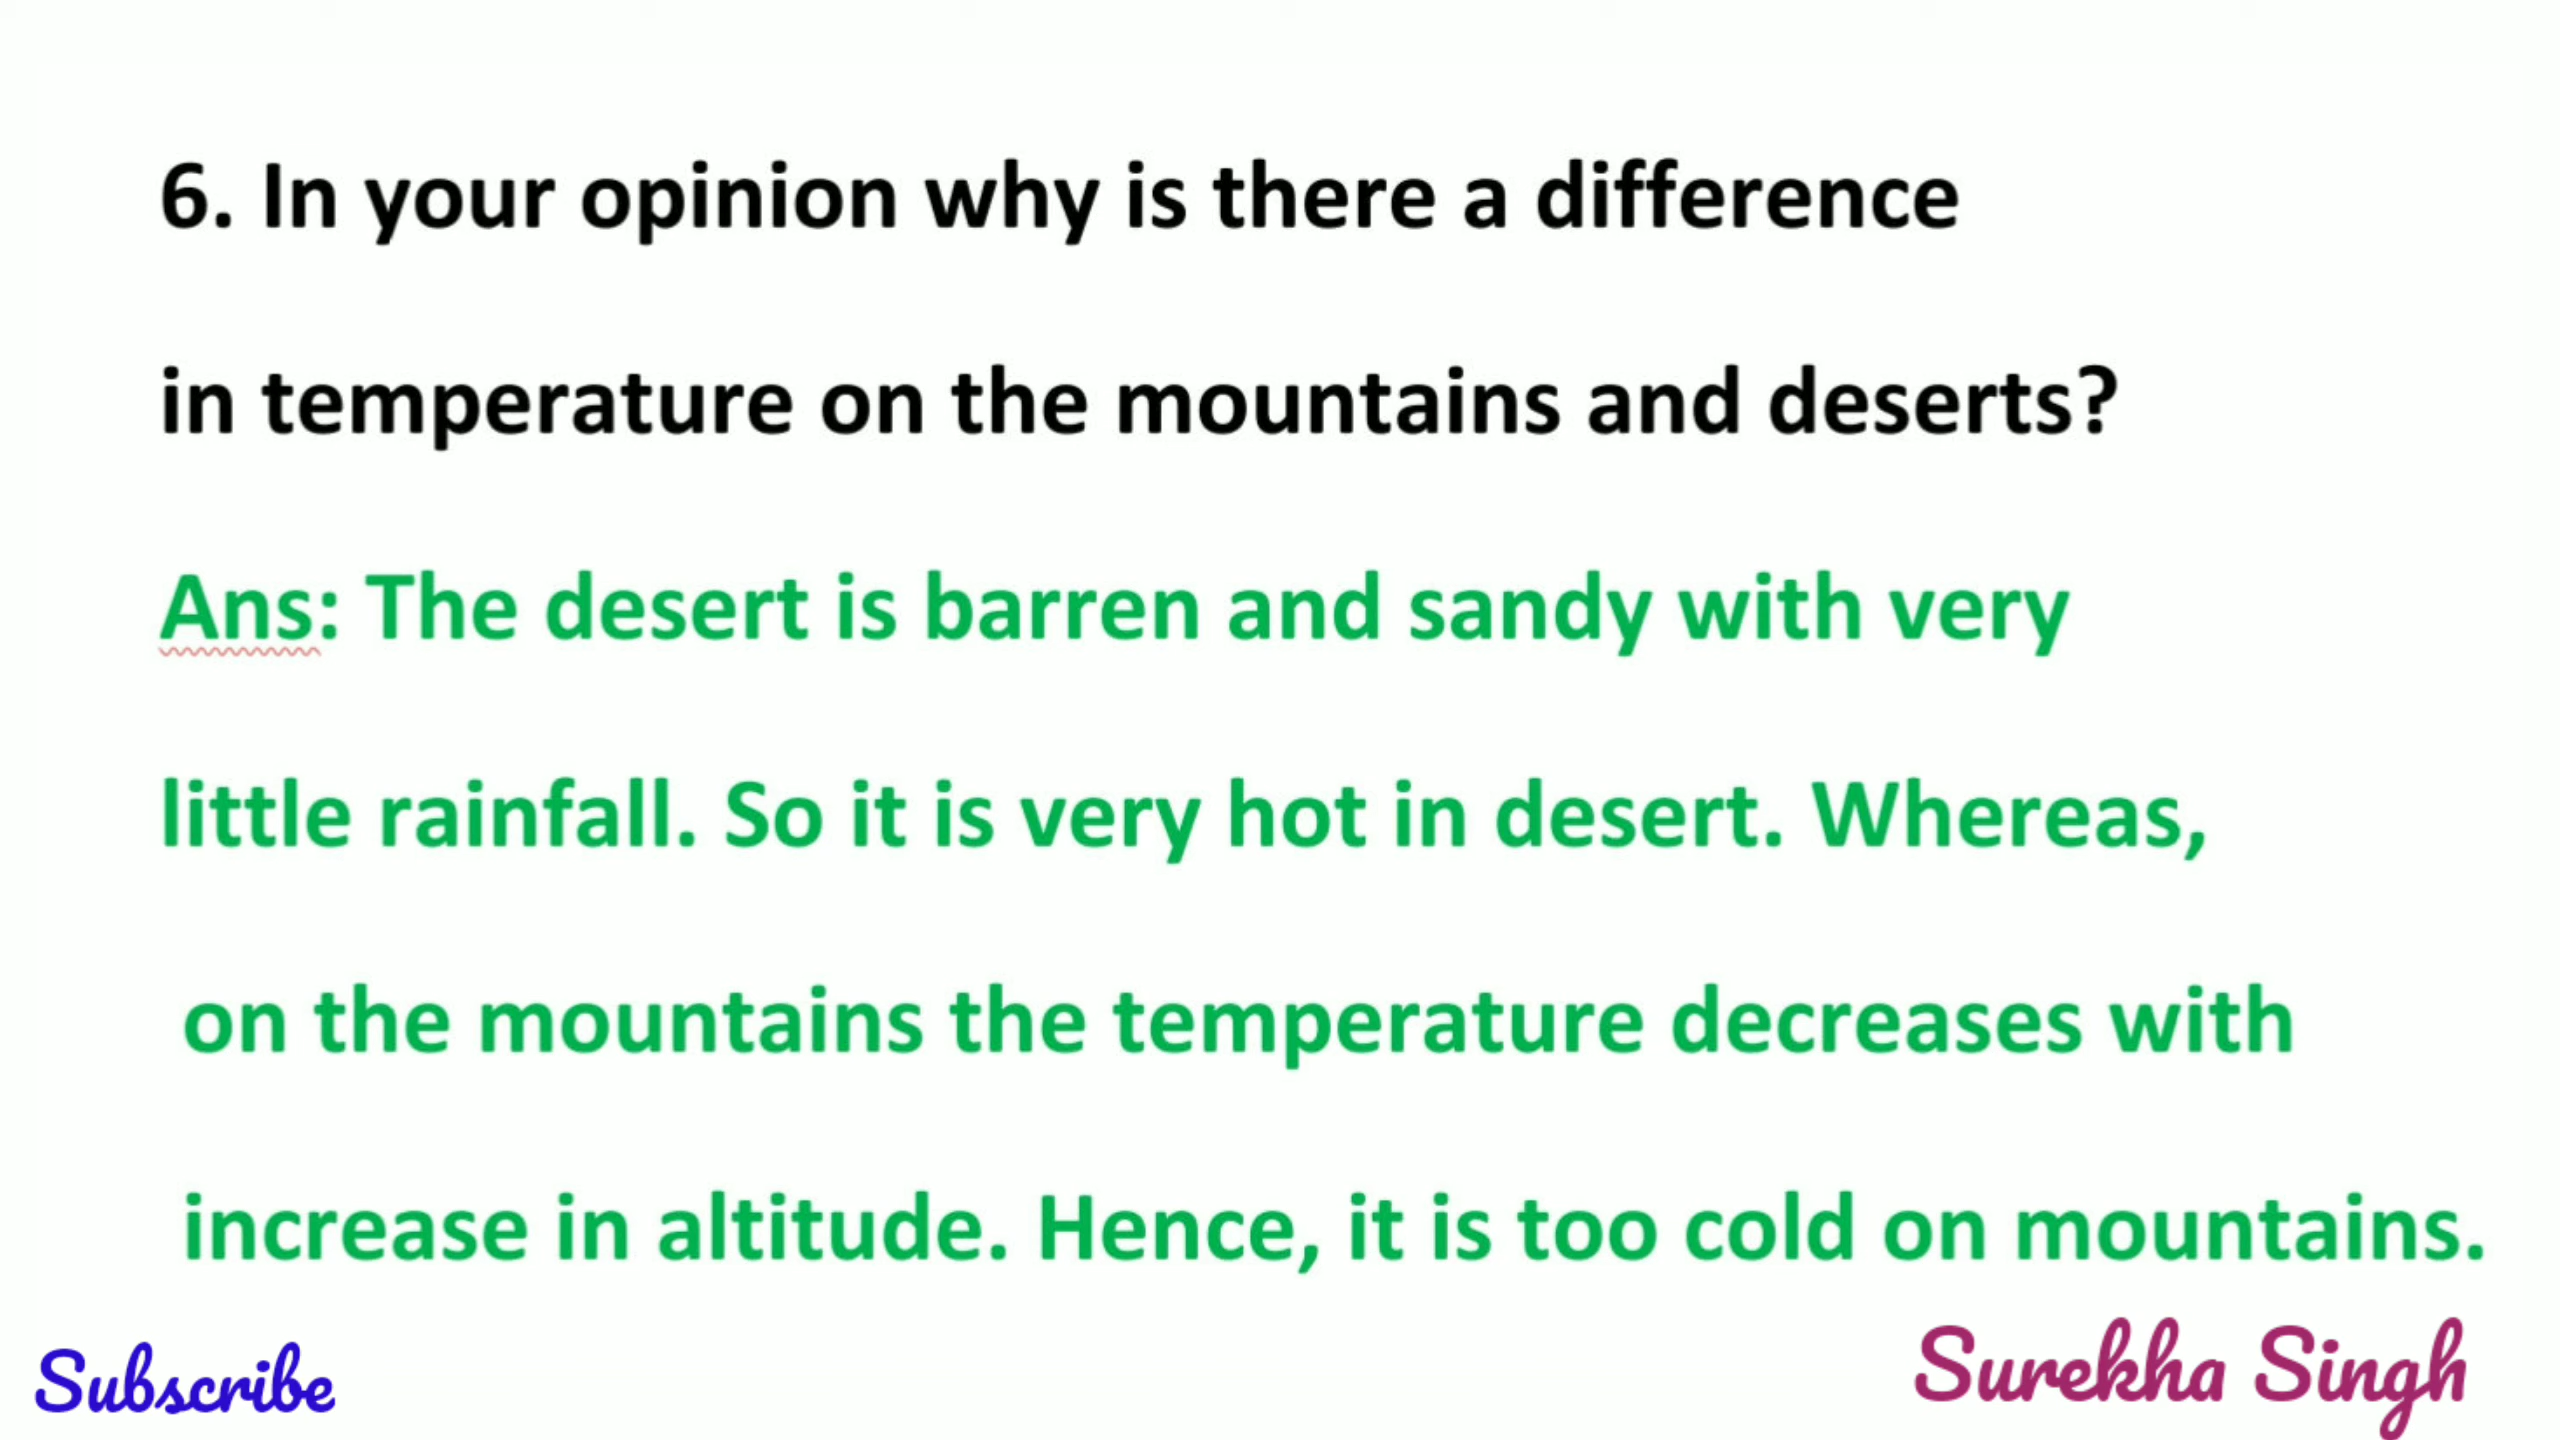 6. In your opinion why is there a difference
in temperature on the mountains and deserts?
Ans: The desert is barren and sandy with very
little rainfall. So it is very hot in desert. Whereas,
on the mountains the temperature decreases with
increase in altitude. Hence, it is too cold on mountains.
Subscribe
Surekha Singh